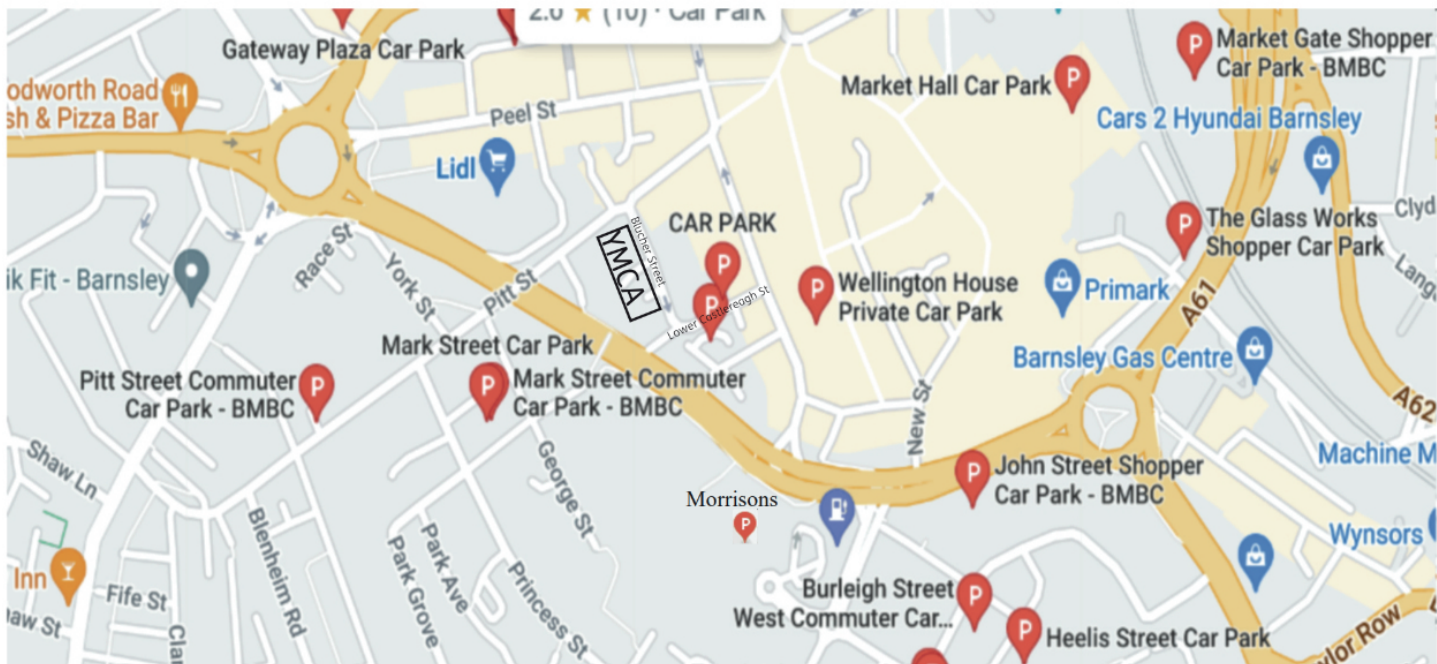 2.6 ★ (10) · Car Park
Gateway Plaza Car Park
Market Gate Shopper
Car Park - BMBC
Market Hall Car Park
odworth Road
sh & Pizza Bar
Peel St
Cars 2 Hyundai Barnsley
Lidl
CAR PARK
Clyd
The Glass Works
Shopper Car Park
Blucher Street
YMCA
Race St
York St
Pitt St
ik Fit - Barnsley
Wellington House
Private Car Park
Primark
Lang
A61
Lower Castlereagh St
Mark Street Car Park
Barnsley Gas Centre
Pitt Street Commuter
Car Park - BMBC
Mark Street Commuter
Car Park - BMBC
A62
New St
Shaw Ln
George St
Machine M
John Street Shopper
Car Park - BMBC
Morrisons
Wynsors
Blenheim Rd
Park Ave
Park Grove
Princess St
Inn
Fife St
Burleigh Street
West Commuter Car...
haw St
Clar
Heelis Street Car Park
lor Row